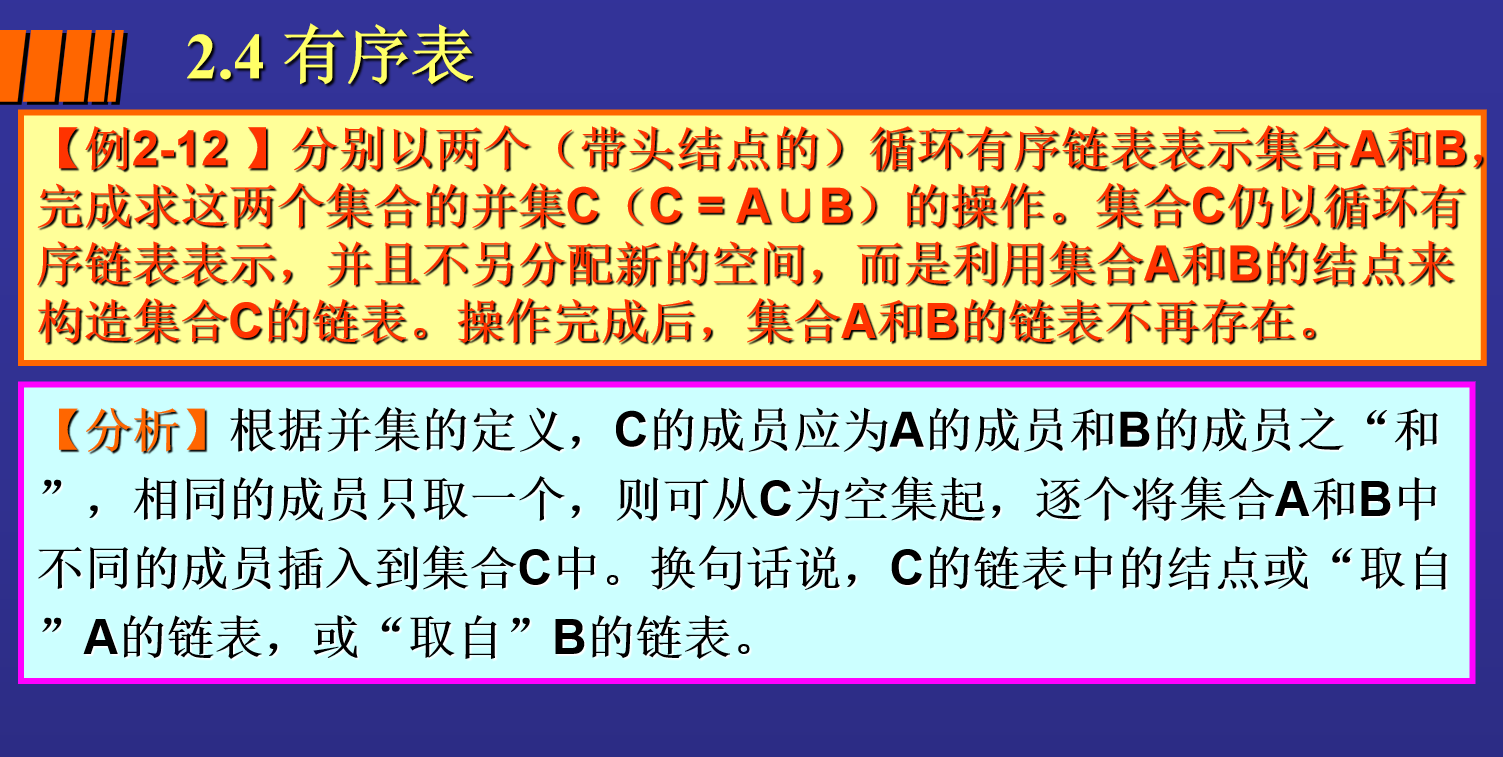 2.4 有序表
【例2-12 】分别以两个（带头结点的）循环有序链表表示集合A和B，
完成求这两个集合的并集C（C = A∪B）的操作。集合C仍以循环有
序链表表示，并且不另分配新的空间，而是利用集合A和B的结点来
构造集合C的链表。操作完成后，集合A和B的链表不再存在。
【分析】根据并集的定义，C的成员应为A的成员和B的成员之“和
”，相同的成员只取一个，则可从C为空集起，逐个将集合A和B中
不同的成员插入到集合C中。换句话说，C的链表中的结点或“取自
”A的链表，或“取自”B的链表。